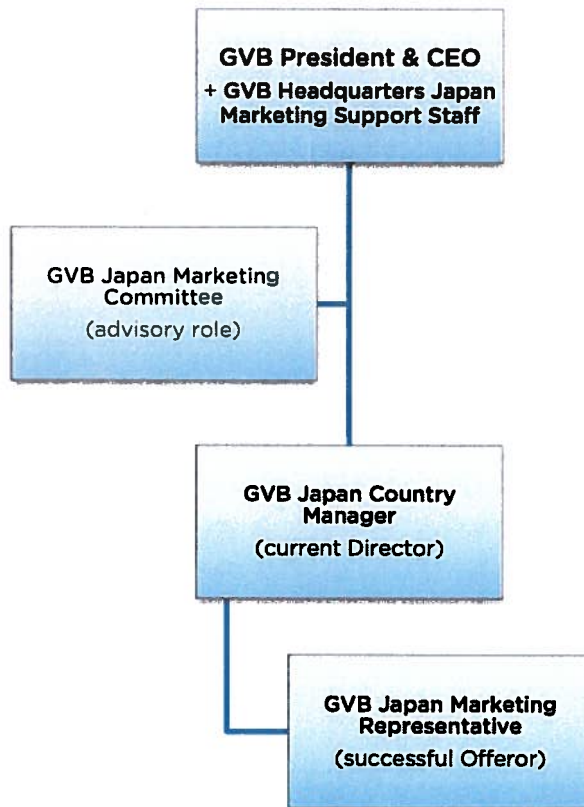 GVB President & CEO
+ GVB Headquarters Japan
Marketing Support Staff
GVB Japan Marketing
Committee
(advisory role)
GVB Japan Country
Manager
(current Director)
GVB Japan Marketing
Representative
(successful Offeror)